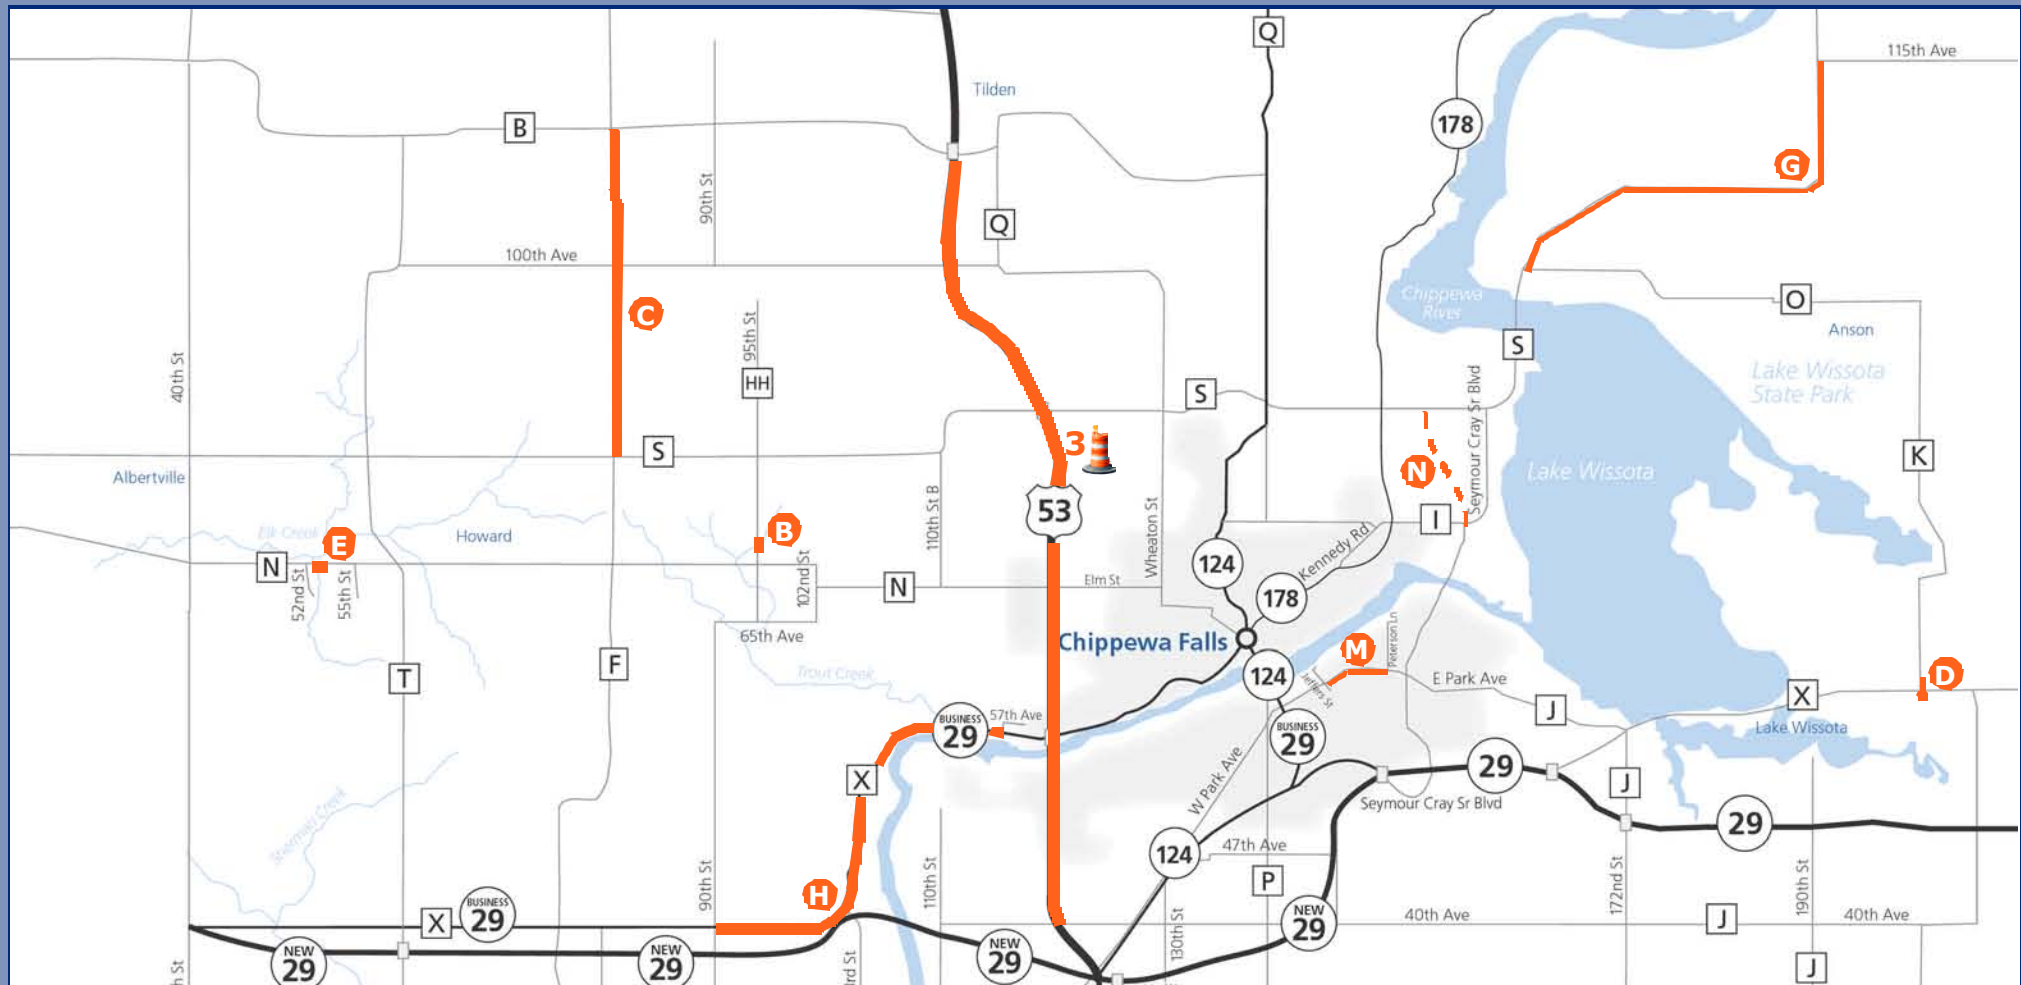 Q
115th Ave
Tilden
178
B
G
90th St
Q
100th Ave
Chippewa
River
O
Anson
C
95th St
S
40th St
HH
Lake Wissota
State Park
S
Seymour Cray Sr Blvd
3
S
K
Albertville
N
Lake Wissota
53
110th St B
Wheaton St
I
B
Elk Creek
E
Howard
Kennedy Rd
124
N
52nd St
55th St
102nd St
N
Elm St
178
65th Ave
Chippewa Falls
M
Peterson Ln
T
F
Trout Creek
124
Jeffers St
E Park Ave
D
X
J
BUSINESS
29
57th Ave
BUSINESS
29
Lake Wissota
X
W Park Ave
29
J
Seymour Cray Sr Blvd
Sherman Creek
29
124
47th Ave
90th St
H
110th St
P
172nd St
190th St
X
BUSINESS
29
130th St
NEW
29
40th Ave
J
40th Ave
NEW
29
NEW
29
NEW
29
J
h St
rd St